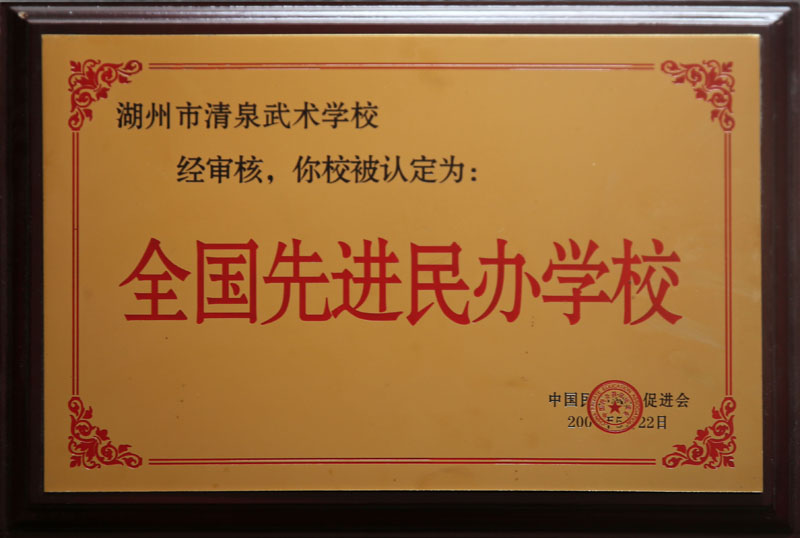 湖州市清泉武术学校
经审核，你校被认定为：
全国先进民办学校
中国民 促进会
200 年5 22日